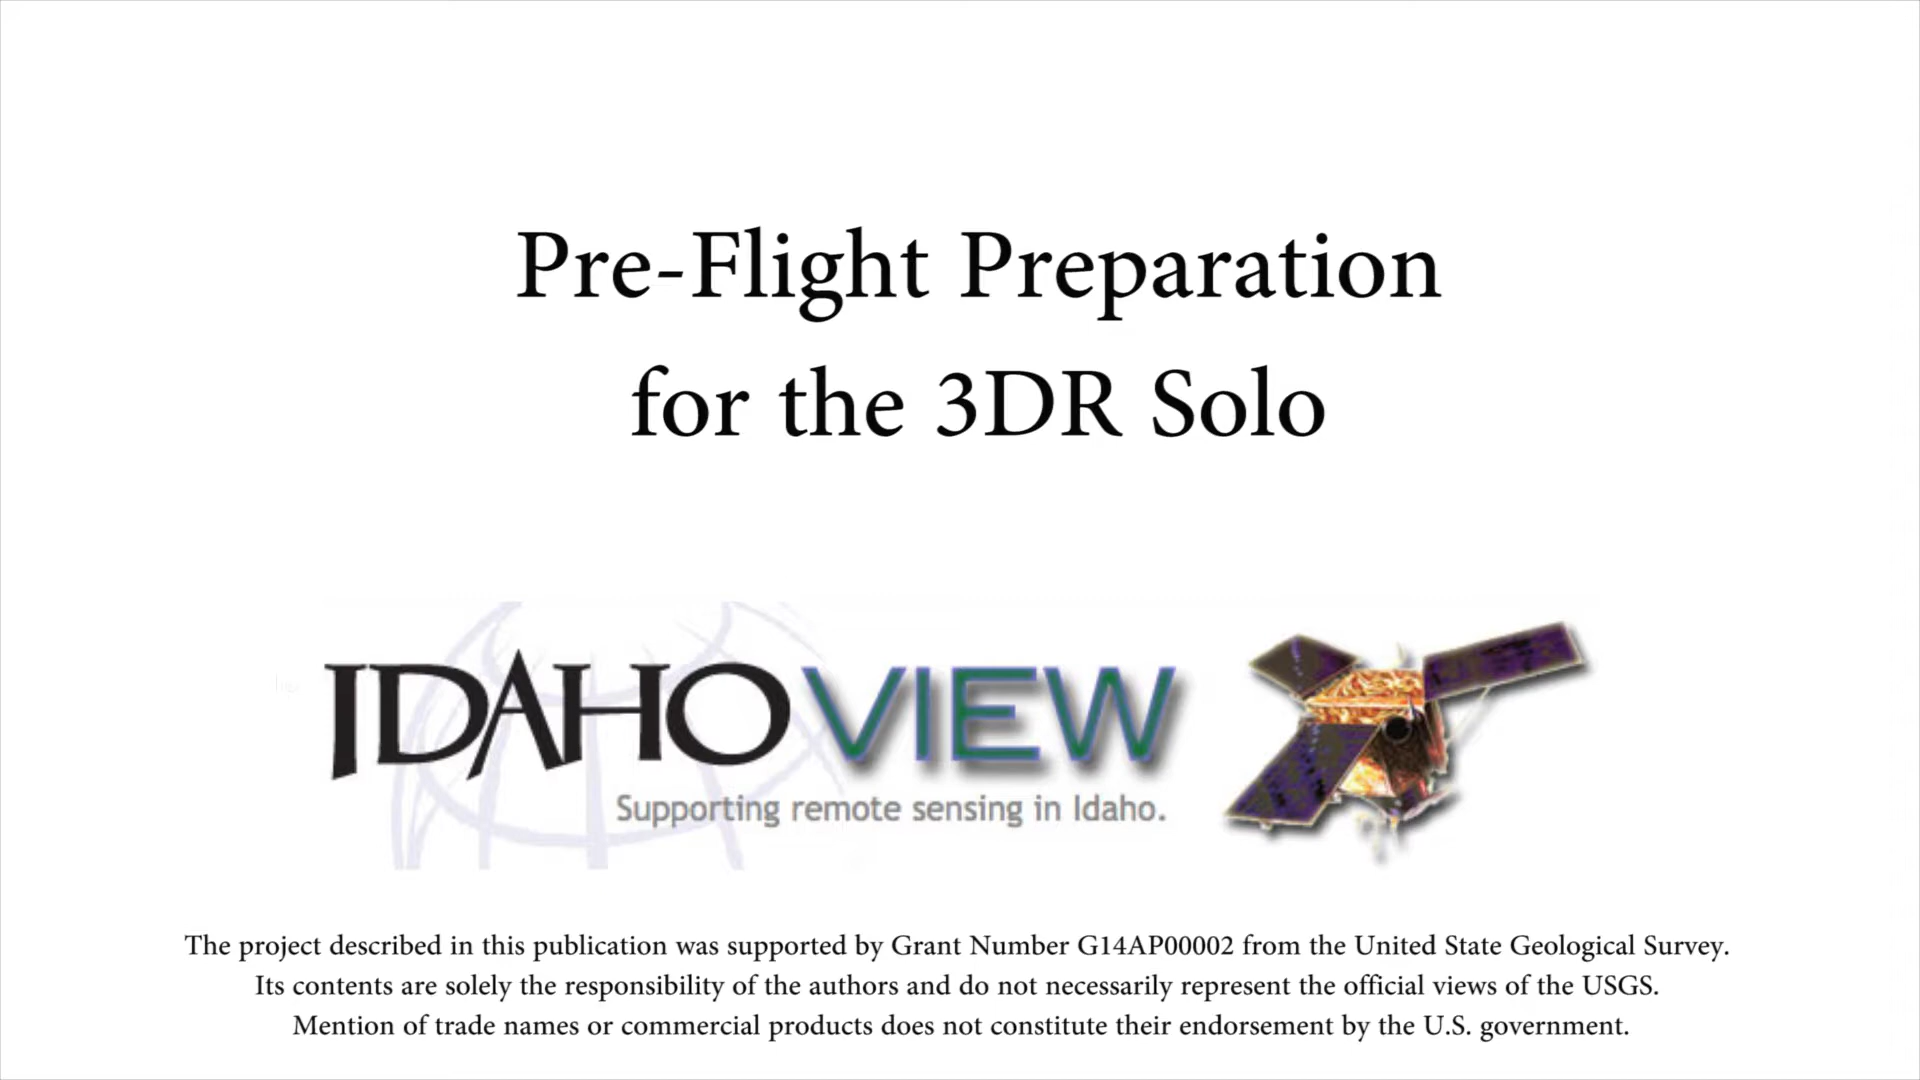 Pre-Flight Preparation
for the 3DR Solo
IDAHO VIEW
Supporting remote sensing in Idaho.
The project described in this publication was supported by Grant Number G14AP00002 from the United State Geological Survey.
Its contents are solely the responsibility of the authors and do not necessarily represent the official views of the USGS.
Mention of trade names or commercial products does not constitute their endorsement by the U.S. government.